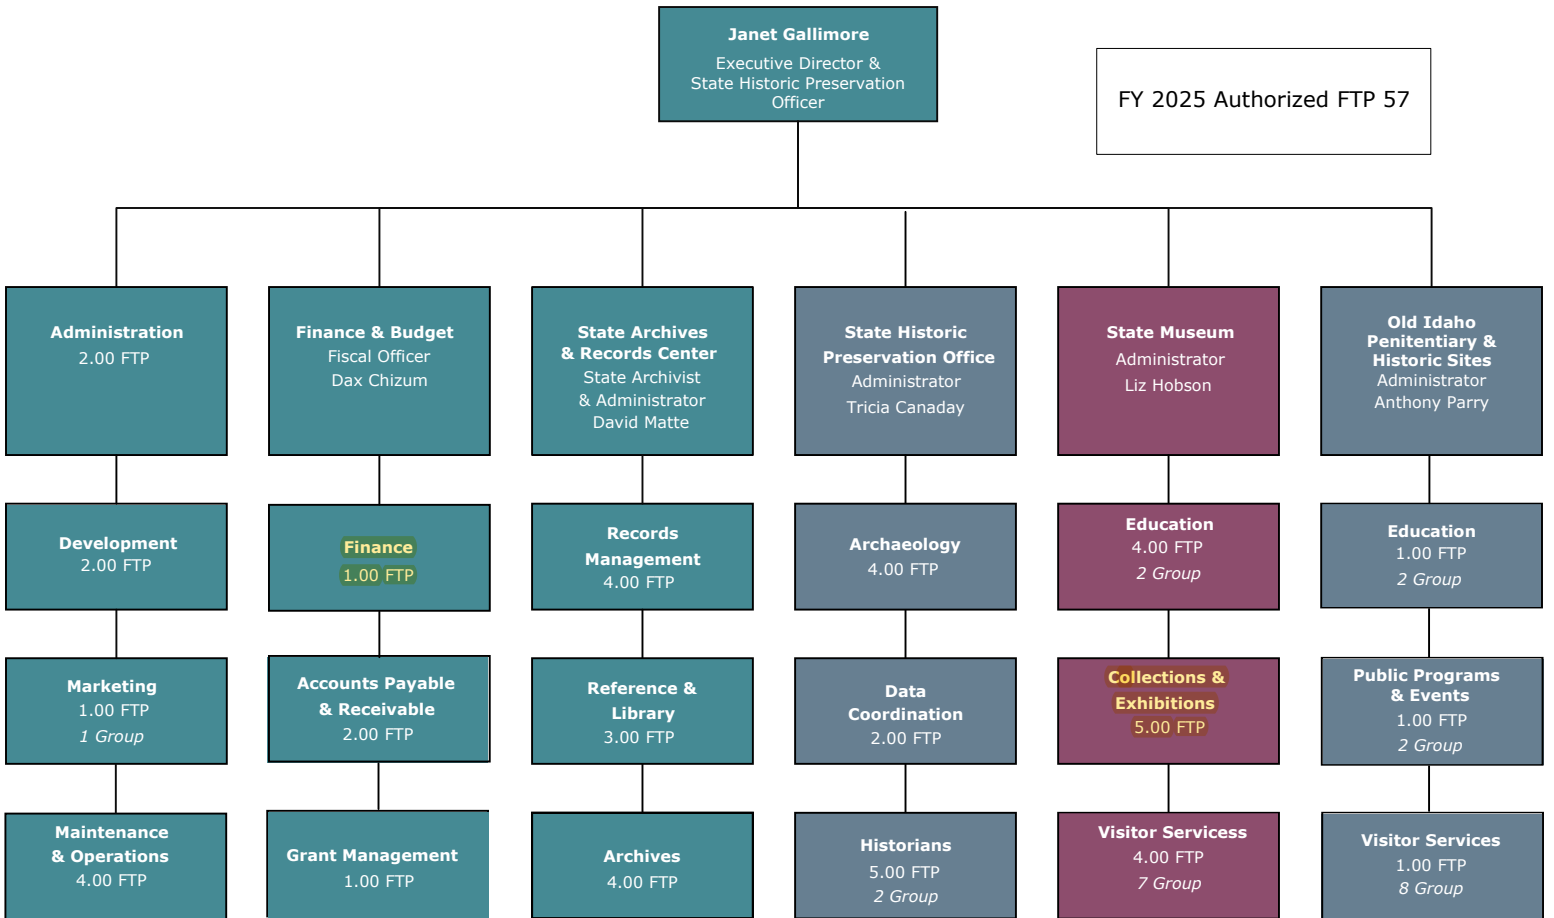 Janet Gallimore
Executive Director &
State Historic Preservation
Officer
FY 2025 Authorized FTP 57
Administration
2.00 FTP
Finance & Budget
Fiscal Officer
Dax Chizum
State Archives
& Records Center
State Archivist
& Administrator
David Matte
State Historic
Preservation Office
Administrator
Tricia Canaday
State Museum
Administrator
Liz Hobson
Old Idaho
Penitentiary &
Historic Sites
Administrator
Anthony Parry
Development
2.00 FTP
Finance
1.00 FTP
Records
Management
4.00 FTP
Archaeology
4.00 FTP
Education
4.00 FTP
2 Group
Education
1.00 FTP
2 Group
Marketing
1.00 FTP
1 Group
Accounts Payable
& Receivable
2.00 FTP
Reference &
Library
3.00 FTP
Data
Coordination
2.00 FTP
Collections &
Exhibitions
5.00 FTP
Public Programs
& Events
1.00 FTP
2 Group
Maintenance
& Operations
4.00 FTP
Grant Management
1.00 FTP
Archives
4.00 FTP
Historians
5.00 FTP
2 Group
Visitor Servicess
4.00 FTP
7 Group
Visitor Services
1.00 FTP
8 Group